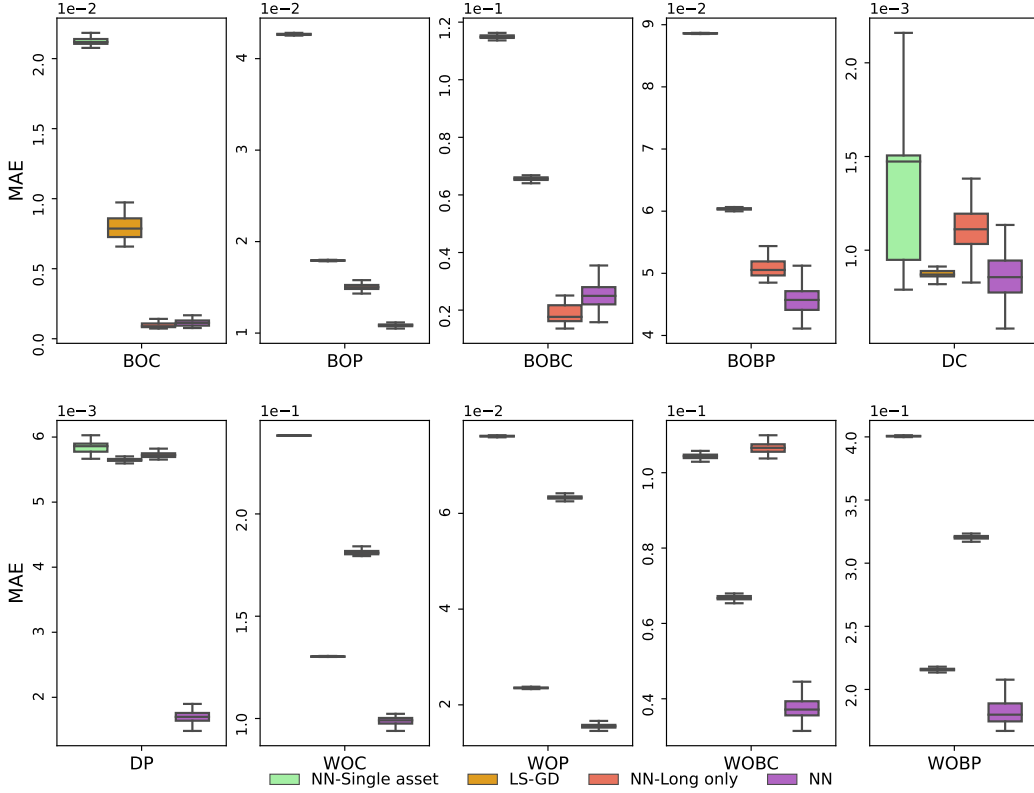 1e−2 1e−2 1e−1 1e−2 1e−3
MAE
2.0 1.5 1.0 0.5 0.0
4 3 2 1
1.2 1.0 0.8 0.6 0.4 0.2
9 8 7 6 5 4
2.0 1.5 1.0
BOC BOP BOBC BOBP DC
1e−3 1e−1 1e−2 1e−1 1e−1
MAE
6 5 4 3 2
2.0 1.5 1.0
6 4 2
1.0 0.8 0.6 0.4
4.0 3.5 3.0 2.5 2.0
DP WOC WOP WOBC WOBP
NN-Single asset LS-GD NN-Long only NN